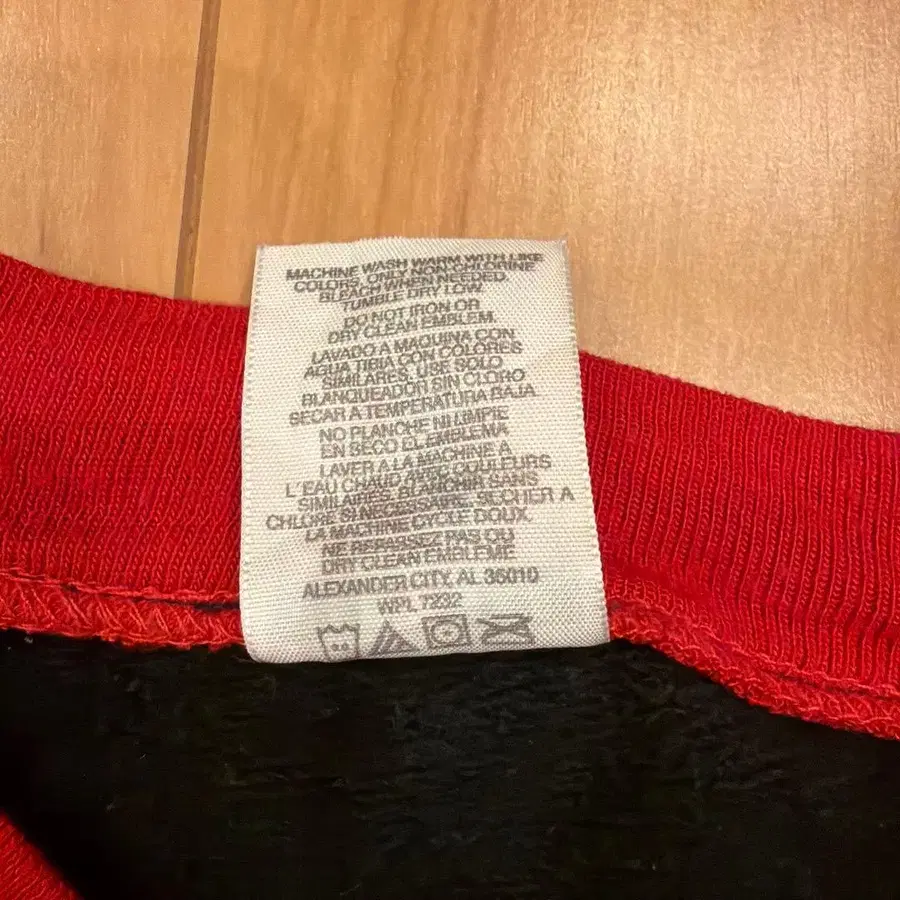 MACHINE WASH WARM WITH LIKE
COLORS, ONLY NON-CHLORINE
BLEACH WHEN NEEDED.
TUMBLE DRY LOW.
DO NOT IRON OR
DRY CLEAN EMBLEM.
LAVADO A MAQUINA CON
AGUA TIBIA CON COLORES
SIMILARES. USE SOLO
BLANQUEADOR SIN CLORO
SECAR A TEMPERATURA BAJA.
NO PLANCHE NI LIMPIE
EN SECO EL EMBLEMA
LAVER A LA MACHINE A
L'EAU CHAUD AVEC COULEURS
SIMILAIRES, BLANCHIR SANS
CHLORE SI NECESSAIRE, SECHER A
LA MACHINE CYCLE DOUX.
NE REPASSEZ PAS OU
DRY CLEAN EMBLEME
ALEXANDER CITY, AL 35010
WPL 7232